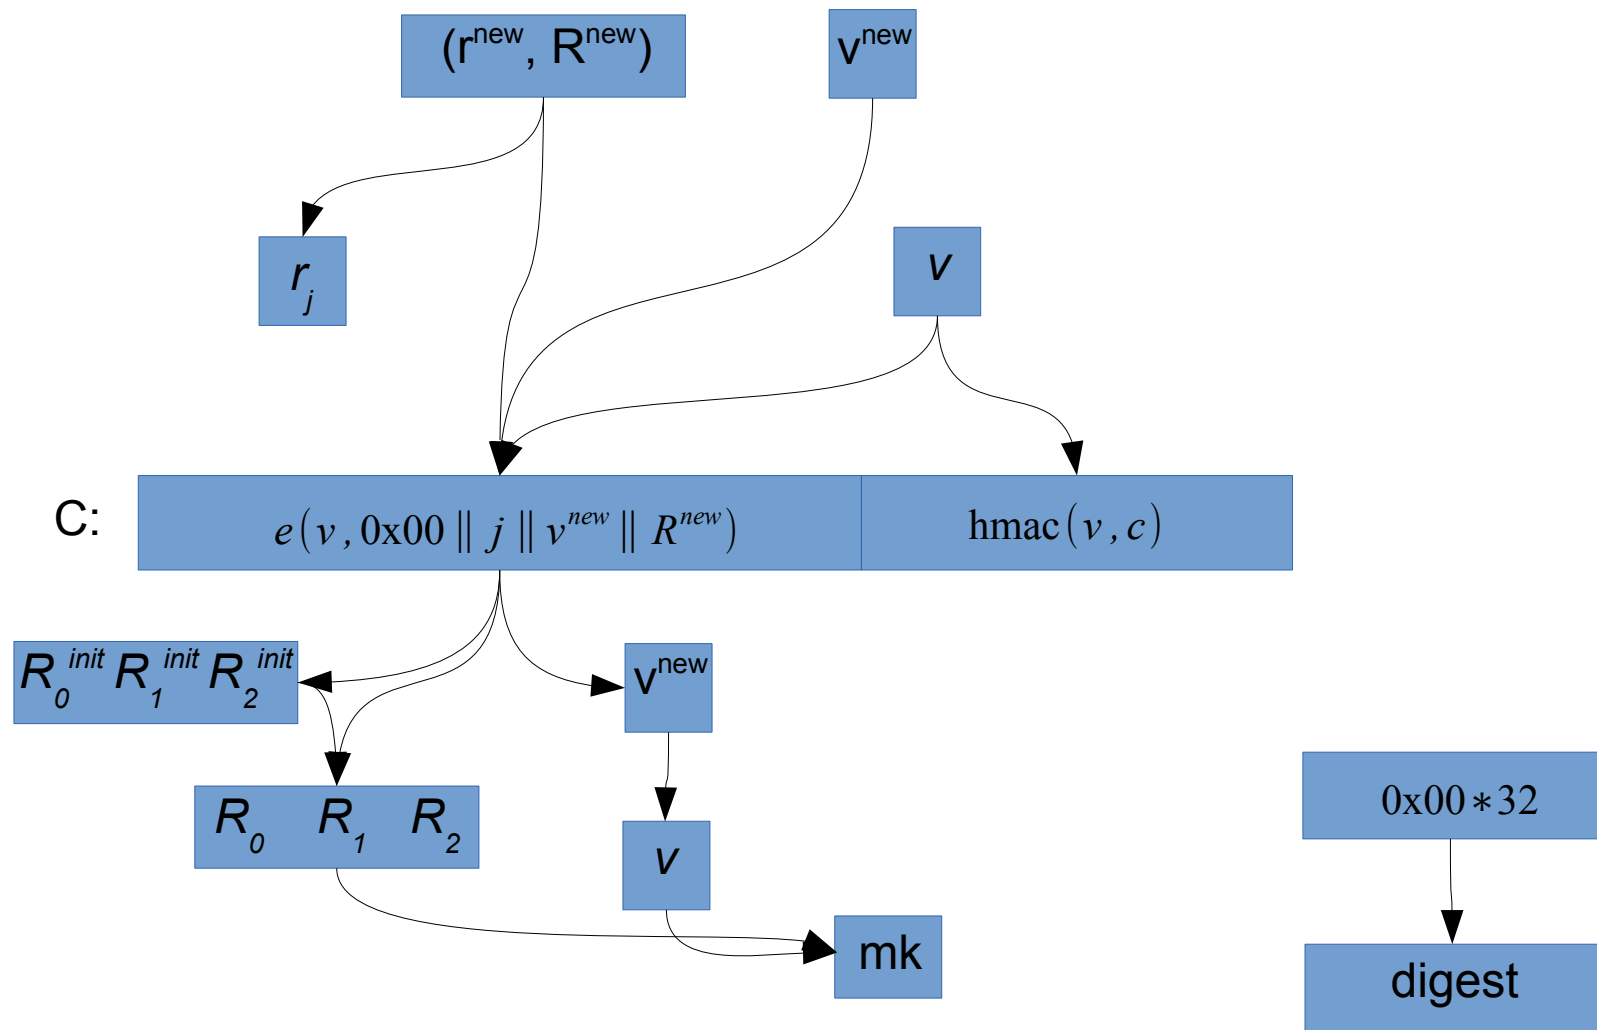 (r^new, R^new)
v^new
r_j
v
C:
e(v, 0x00 ∥ j ∥ v^new ∥ R^new)
hmac(v, c)
R_0^init R_1^init R_2^init
v^new
R_0 R_1 R_2
v
0x00∗32
mk
digest